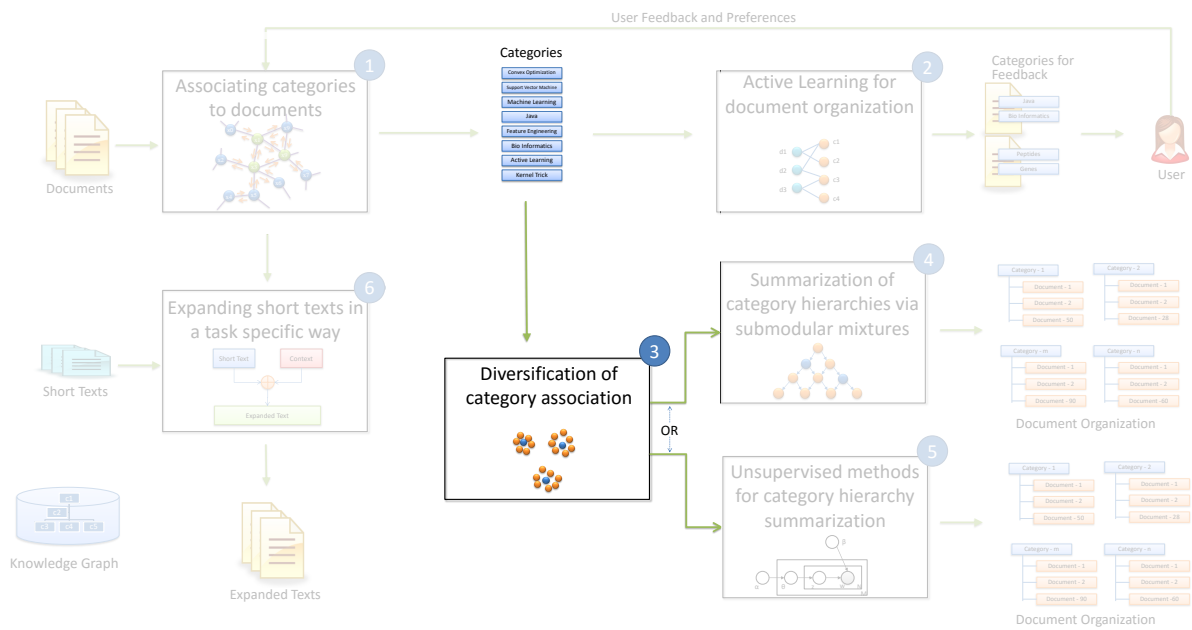 User Feedback and Preferences
1
Associating categories
to documents
Documents
Categories
Convex Optimization
Support Vector Machine
Machine Learning
Java
Feature Engineering
Bio Informatics
Active Learning
Kernel Trick
2
Active Learning for
document organization
d1
d2
d3
c1
c2
c3
c4
Categories for
Feedback
Java
Bio Informatics
Peptides
Genes
User
6
Expanding short texts in
a task specific way
Short Text
Context
Expanded Text
Short Texts
Expanded Texts
c1
c2
c3
c4
c5
Knowledge Graph
3
Diversification of
category association
OR
4
Summarization of
category hierarchies via
submodular mixtures
Category - 1
Document - 1
Document - 2
Document - 50
Category - 2
Document - 1
Document - 2
Document - 28
Category - m
Document - 1
Document - 2
Document - 90
Category - n
Document - 1
Document - 2
Document -60
Document Organization
5
Unsupervised methods
for category hierarchy
summarization
β
α
θ
Category - 1
Document - 1
Document - 2
Document - 50
Category - 2
Document - 1
Document - 2
Document - 28
Category - m
Document - 1
Document - 2
Document - 90
Category - n
Document - 1
Document - 2
Document -60
Document Organization